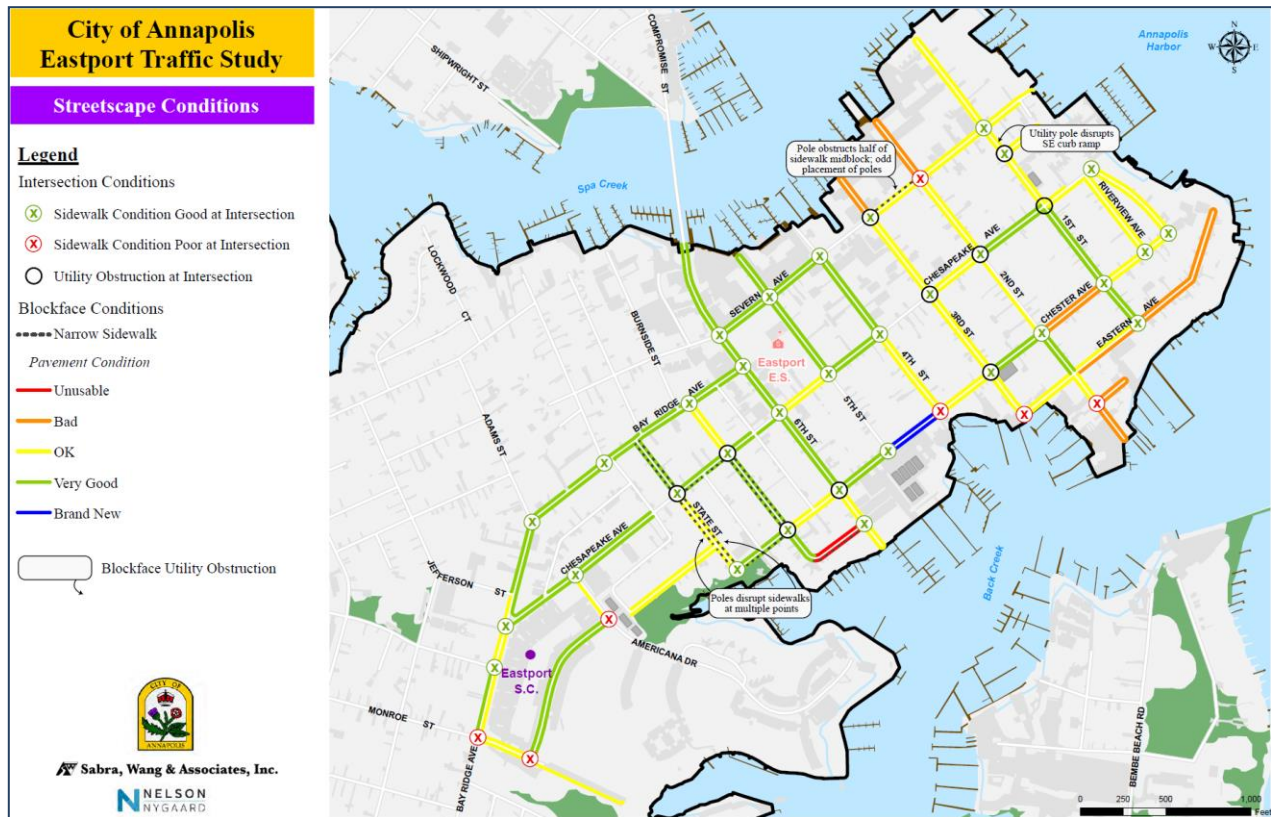 City of Annapolis
Eastport Traffic Study
Streetscape Conditions
Legend
Intersection Conditions
X Sidewalk Condition Good at Intersection
X Sidewalk Condition Poor at Intersection
Utility Obstruction at Intersection
Blockface Conditions
Narrow Sidewalk
Pavement Condition
Unusable
Bad
OK
Very Good
Brand New
Blockface Utility Obstruction
CITY OF
ANNAPOLIS
Sabra, Wang & Associates, Inc.
NELSON
NYGAARD
SHIPWRIGHT ST
COMPROMISE ST
Annapolis
Harbor
N
W E
S
Spa Creek
Pole obstructs half of
sidewalk midblock; odd
placement of poles
Utility pole disrupts
SE curb ramp
RIVERVIEW AVE
1ST ST
CHESAPEAKE AVE
2ND ST
CHESTER AVE
EASTERN AVE
3RD ST
SEVERN AVE
Eastport
E.S.
4TH ST
5TH ST
6TH ST
LOCKWOOD CT
BURNSIDE ST
BAY RIDGE AVE
ADAMS ST
STATE ST
CHESAPEAKE AVE
JEFFERSON ST
Poles disrupt sidewalks
at multiple points
AMERICANA DR
Eastport
S.C.
MONROE ST
BAY RIDGE AVE
Back Creek
BEMBE BEACH RD
0 250 500 1,000
Feet